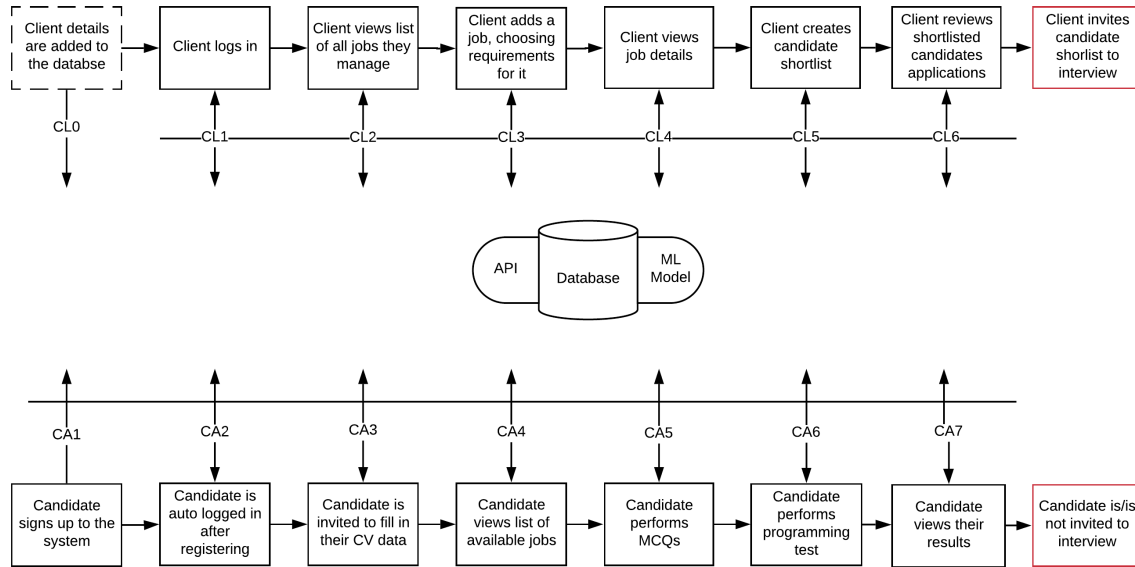 Client details
are added to
the databse
Client logs in
Client views list
of all jobs they
manage
Client adds a
job, choosing
requirements
for it
Client views
job details
Client creates
candidate
shortlist
Client reviews
shortlisted
candidates
applications
Client invites
candidate
shorlist to
interview
CL0
CL1
CL2
CL3
CL4
CL5
CL6
API
Database
ML
Model
CA1
CA2
CA3
CA4
CA5
CA6
CA7
Candidate
signs up to the
system
Candidate is
auto logged in
after
registering
Candidate is
invited to fill in
their CV data
Candidate
views list of
available jobs
Candidate
performs
MCQs
Candidate
performs
programming
test
Candidate
views their
results
Candidate is/is
not invited to
interview